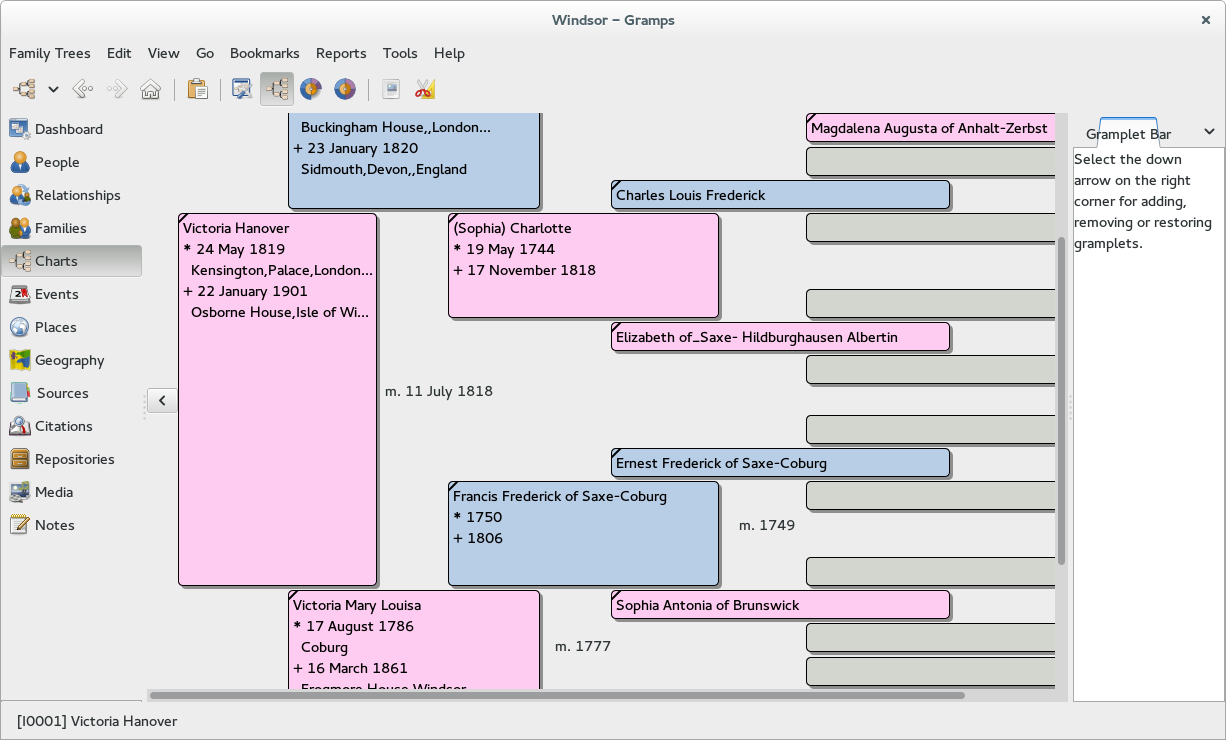 Windsor – Gramps
Family Trees Edit View Go Bookmarks Reports Tools Help
Dashboard
People
Relationships
Families
Charts
Events
Places
Geography
Sources
Citations
Repositories
Media
Notes
Buckingham House,,London...
+ 23 January 1820
Sidmouth,Devon,,England
Magdalena Augusta of Anhalt-Zerbst
Charles Louis Frederick
Victoria Hanover
* 24 May 1819
Kensington,Palace,London...
+ 22 January 1901
Osborne House,Isle of Wi...
(Sophia) Charlotte
* 19 May 1744
+ 17 November 1818
Elizabeth of_Saxe- Hildburghausen Albertin
m. 11 July 1818
Ernest Frederick of Saxe-Coburg
Francis Frederick of Saxe-Coburg
* 1750
+ 1806
m. 1749
Sophia Antonia of Brunswick
Victoria Mary Louisa
* 17 August 1786
Coburg
+ 16 March 1861
Frogmore House,Windsor
m. 1777
Gramplet Bar
Select the down
arrow on the right
corner for adding,
removing or restoring
gramplets.
[I0001] Victoria Hanover